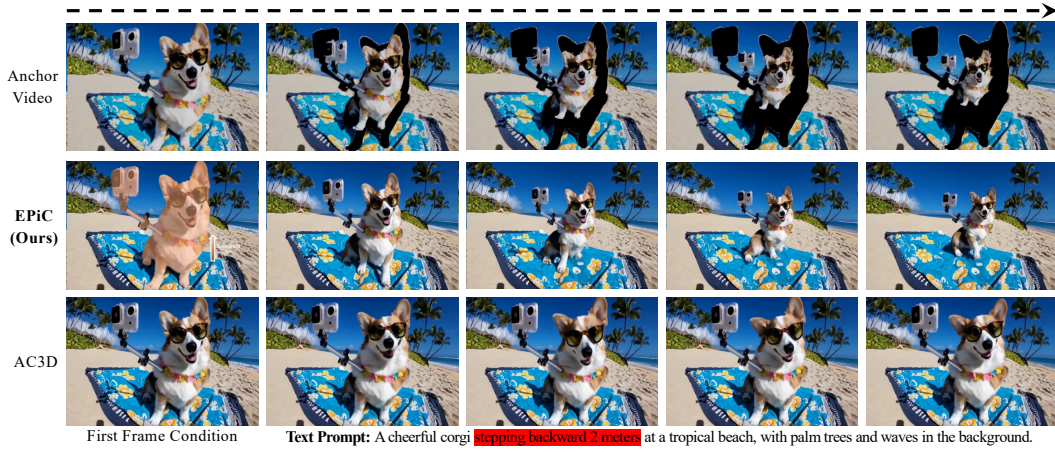 Anchor
Video
EPiC
(Ours)
AC3D
First Frame Condition
Text Prompt: A cheerful corgi stepping backward 2 meters at a tropical beach, with palm trees and waves in the background.